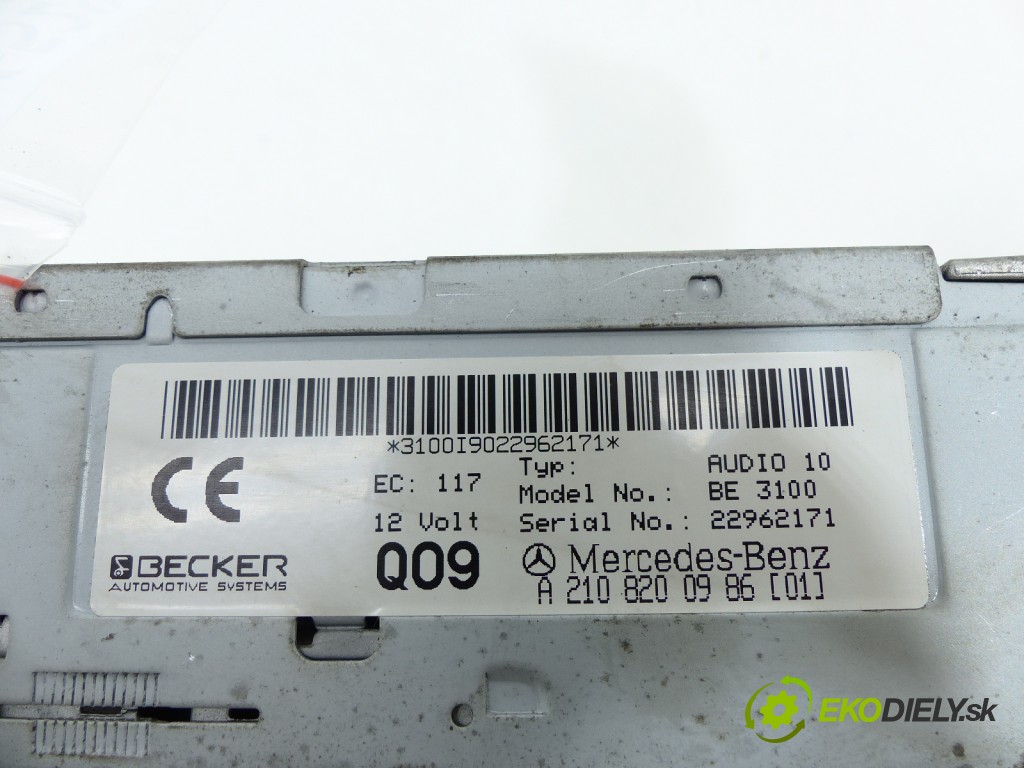 *3100I9022962171*
CE
EC: 117
12 Volt
Typ: AUDIO 10
Model No.: BE 3100
Serial No.: 22962171
BECKER
AUTOMOTIVE SYSTEMS
Q09
Mercedes-Benz
A 210 820 09 86 [01]
EKODIELY.sk